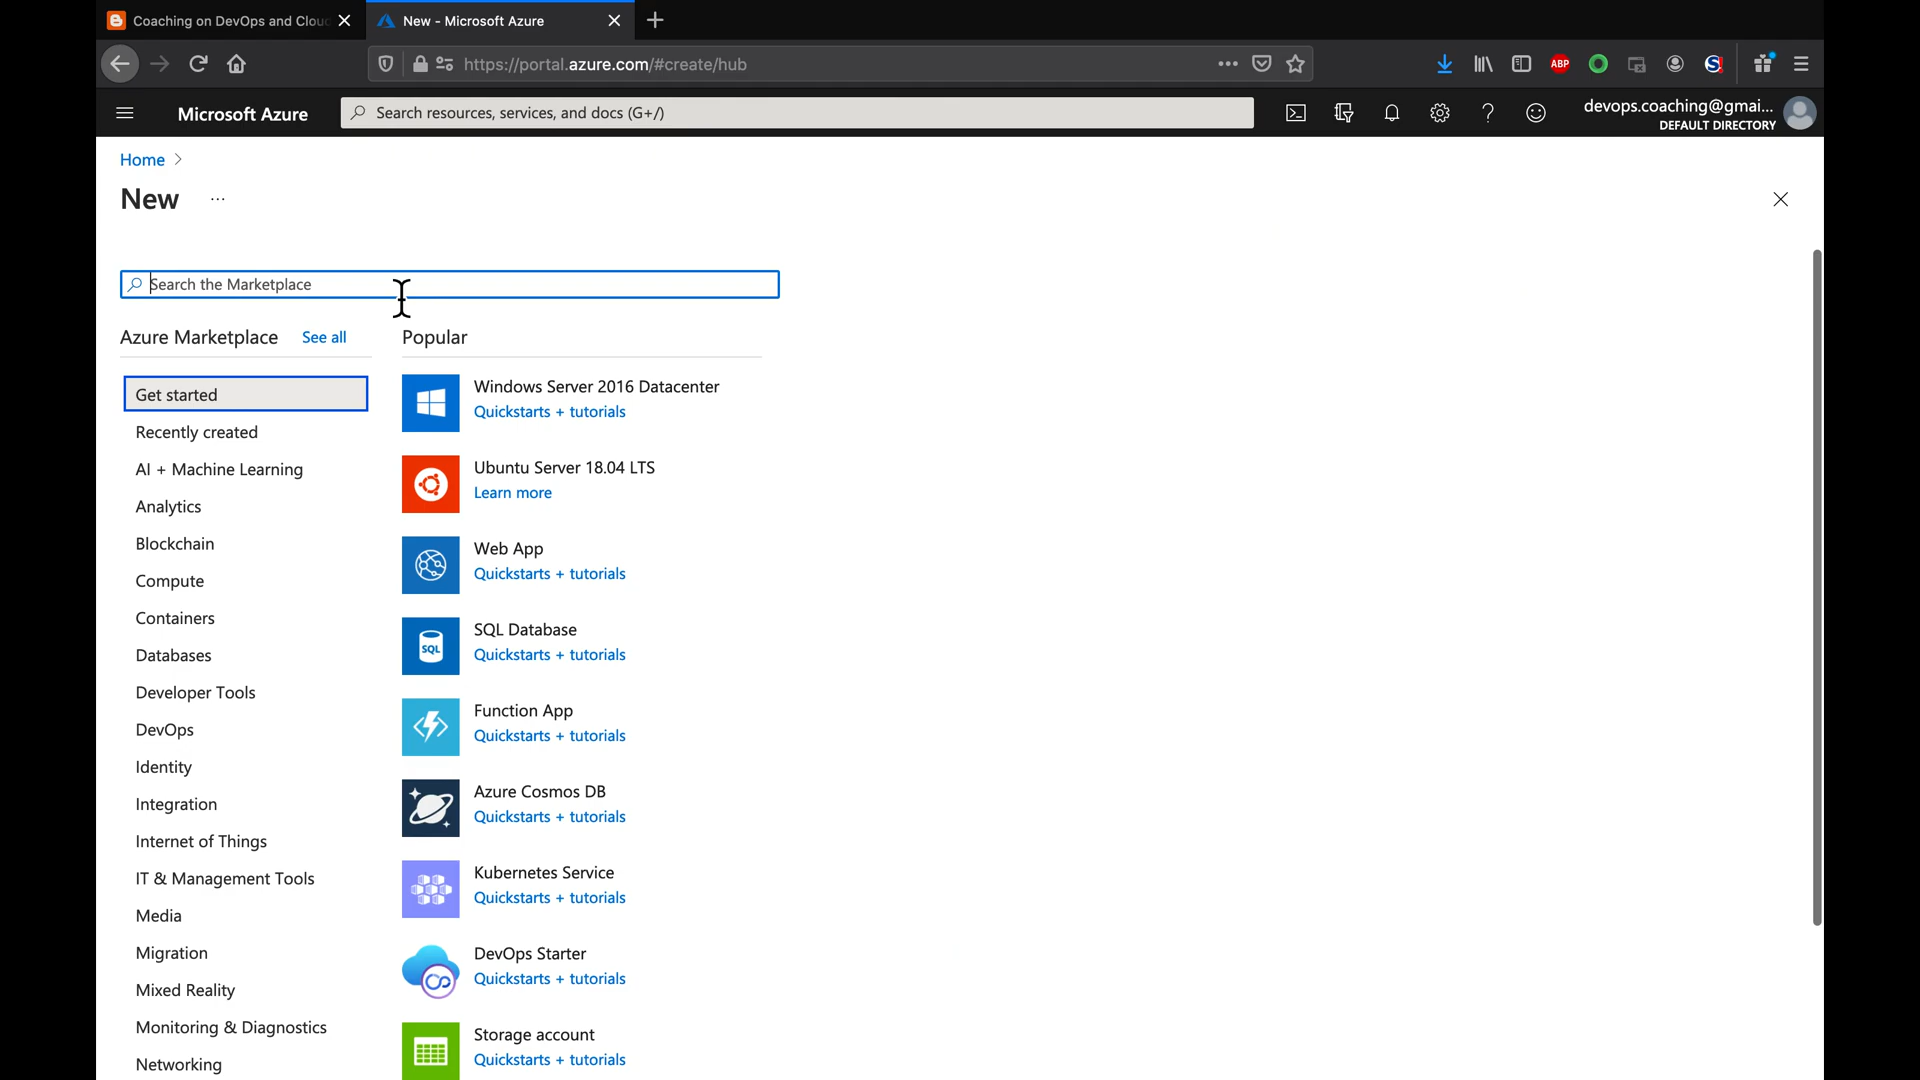 Coaching on DevOps and Clou
New - Microsoft Azure
https://portal.azure.com/#create/hub
ABP
Microsoft Azure
Search resources, services, and docs (G+/)
devops.coaching@gmai...
DEFAULT DIRECTORY
Home
New
Search the Marketplace
Azure Marketplace
See all
Popular
Get started
Recently created
AI + Machine Learning
Analytics
Blockchain
Compute
Containers
Databases
Developer Tools
DevOps
Identity
Integration
Internet of Things
IT & Management Tools
Media
Migration
Mixed Reality
Monitoring & Diagnostics
Networking
Windows Server 2016 Datacenter
Quickstarts + tutorials
Ubuntu Server 18.04 LTS
Learn more
Web App
Quickstarts + tutorials
SQL
SQL Database
Quickstarts + tutorials
Function App
Quickstarts + tutorials
Azure Cosmos DB
Quickstarts + tutorials
Kubernetes Service
Quickstarts + tutorials
DevOps Starter
Quickstarts + tutorials
Storage account
Quickstarts + tutorials